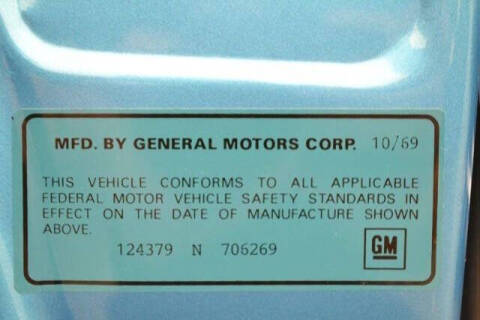 MFD. BY GENERAL MOTORS CORP. 10/69
THIS VEHICLE CONFORMS TO ALL APPLICABLE
FEDERAL MOTOR VEHICLE SAFETY STANDARDS IN
EFFECT ON THE DATE OF MANUFACTURE SHOWN
ABOVE.
124379 N 706269
GM